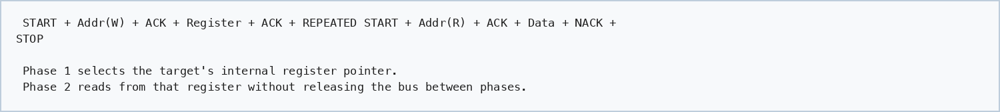 START + Addr(W) + ACK + Register + ACK + REPEATED START + Addr(R) + ACK + Data + NACK +
STOP
Phase 1 selects the target's internal register pointer.
Phase 2 reads from that register without releasing the bus between phases.